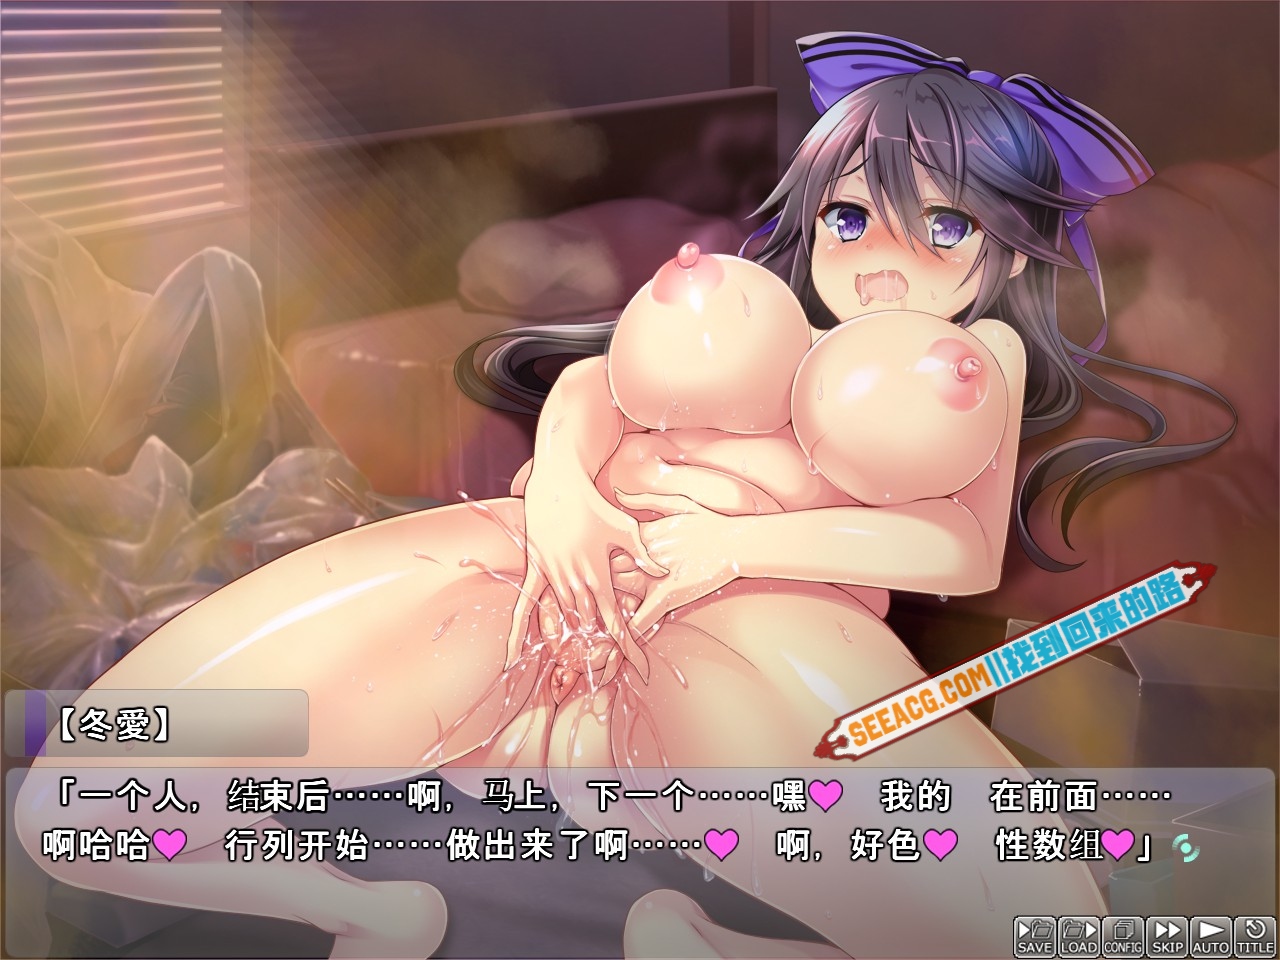 SEEACG.COM||找到回来的路
【冬愛】
「一个人，结束后……啊，马上，下一个……嘿♥ 我的 在前面……
啊哈哈♥ 行列开始……做出来了啊……♥ 啊，好色♥ 性数组♥」
SAVE LOAD CONFIG SKIP AUTO TITLE